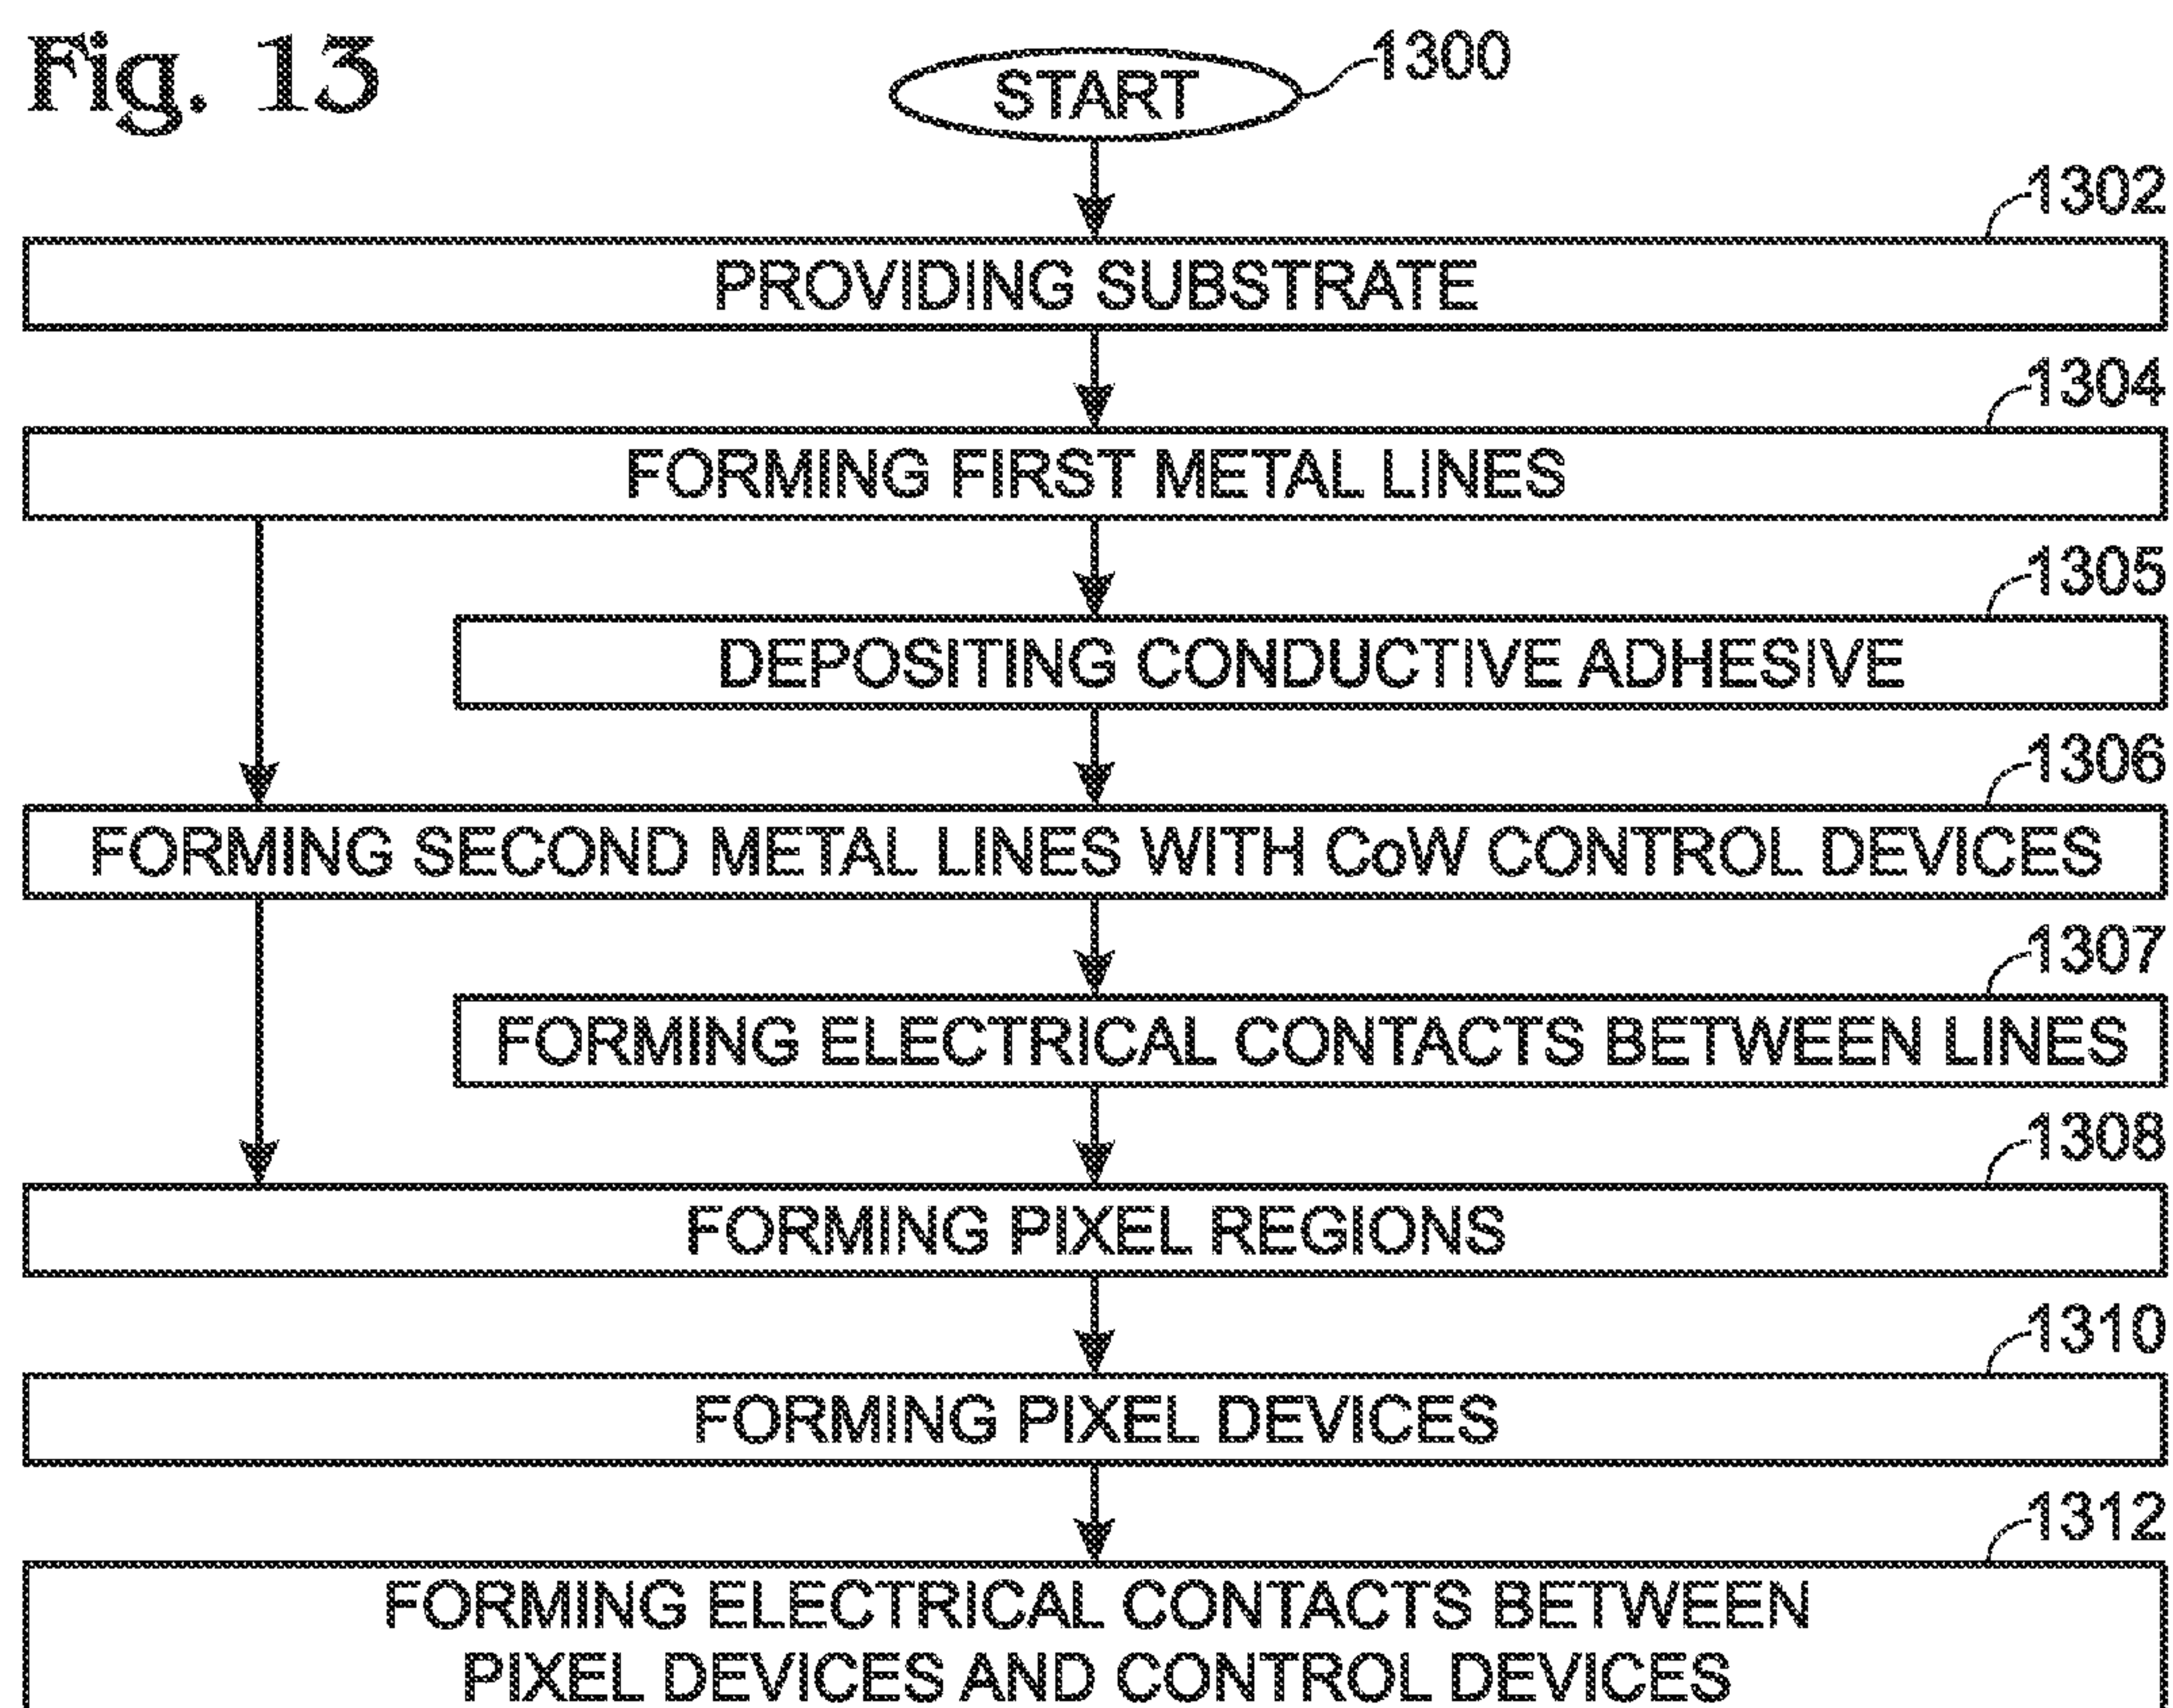 Fig. 13
START
1300
1302
PROVIDING SUBSTRATE
1304
FORMING FIRST METAL LINES
1305
DEPOSITING CONDUCTIVE ADHESIVE
1306
FORMING SECOND METAL LINES WITH CoW CONTROL DEVICES
1307
FORMING ELECTRICAL CONTACTS BETWEEN LINES
1308
FORMING PIXEL REGIONS
1310
FORMING PIXEL DEVICES
1312
FORMING ELECTRICAL CONTACTS BETWEEN
PIXEL DEVICES AND CONTROL DEVICES